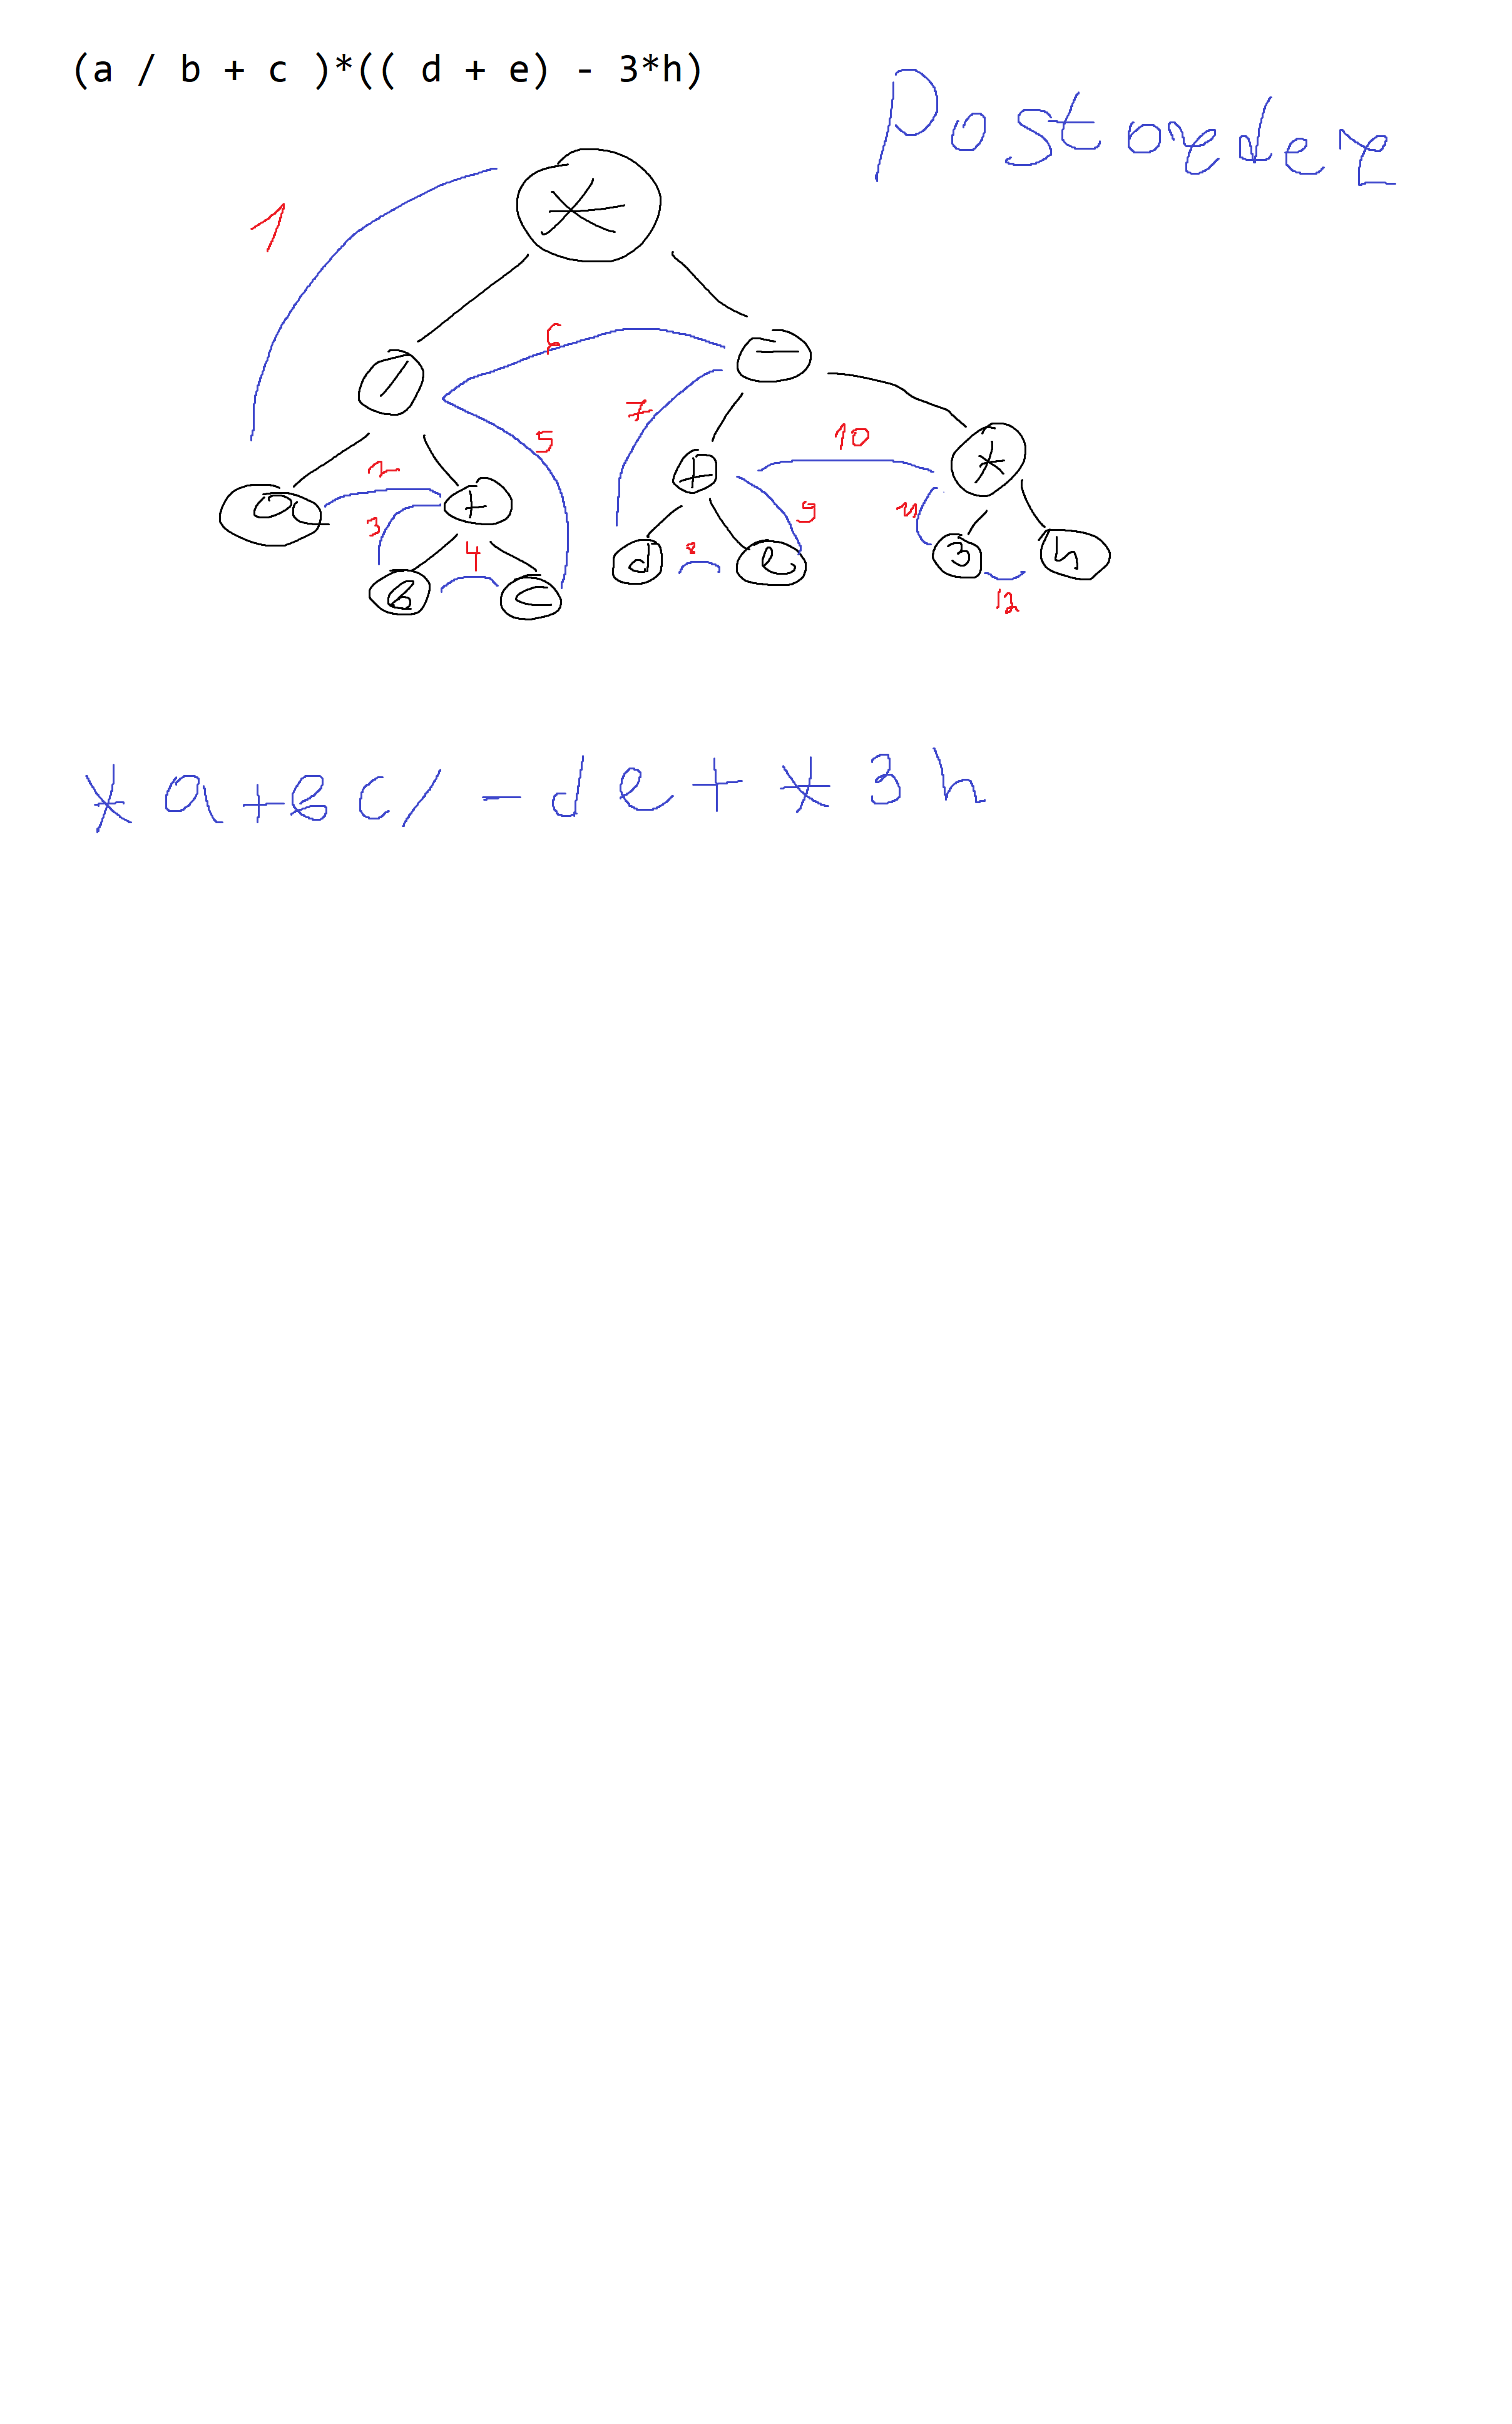 (a / b + c )*(( d + e) - 3*h)
Postorder
*
1
/
6
-
7
5
10
*
2
a
+
3
4
+
9
11
d
8
e
3
h
b
c
12
* a + b c / - d e + * 3 h